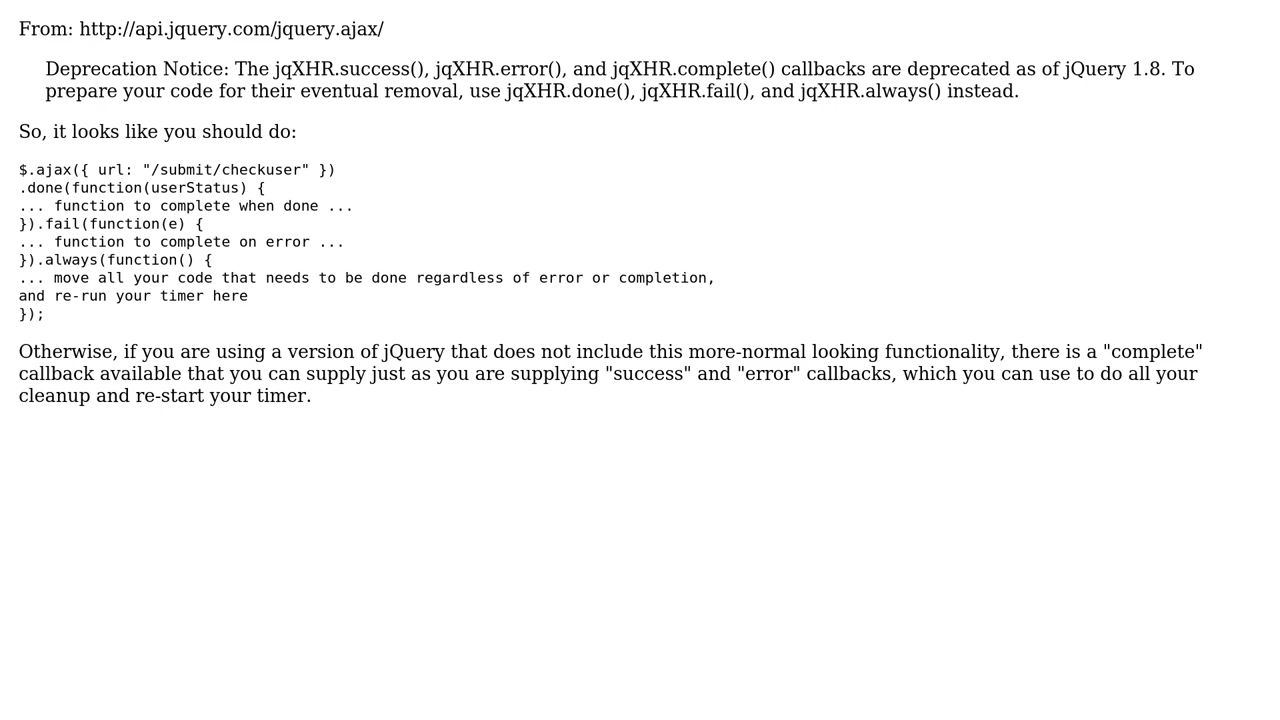 From: http://api.jquery.com/jquery.ajax/
Deprecation Notice: The jqXHR.success(), jqXHR.error(), and jqXHR.complete() callbacks are deprecated as of jQuery 1.8. To
prepare your code for their eventual removal, use jqXHR.done(), jqXHR.fail(), and jqXHR.always() instead.
So, it looks like you should do:
$.ajax({ url: "/submit/checkuser" })
.done(function(userStatus) {
... function to complete when done ...
}).fail(function(e) {
... function to complete on error ...
}).always(function() {
... move all your code that needs to be done regardless of error or completion,
and re-run your timer here
});
Otherwise, if you are using a version of jQuery that does not include this more-normal looking functionality, there is a "complete"
callback available that you can supply just as you are supplying "success" and "error" callbacks, which you can use to do all your
cleanup and re-start your timer.